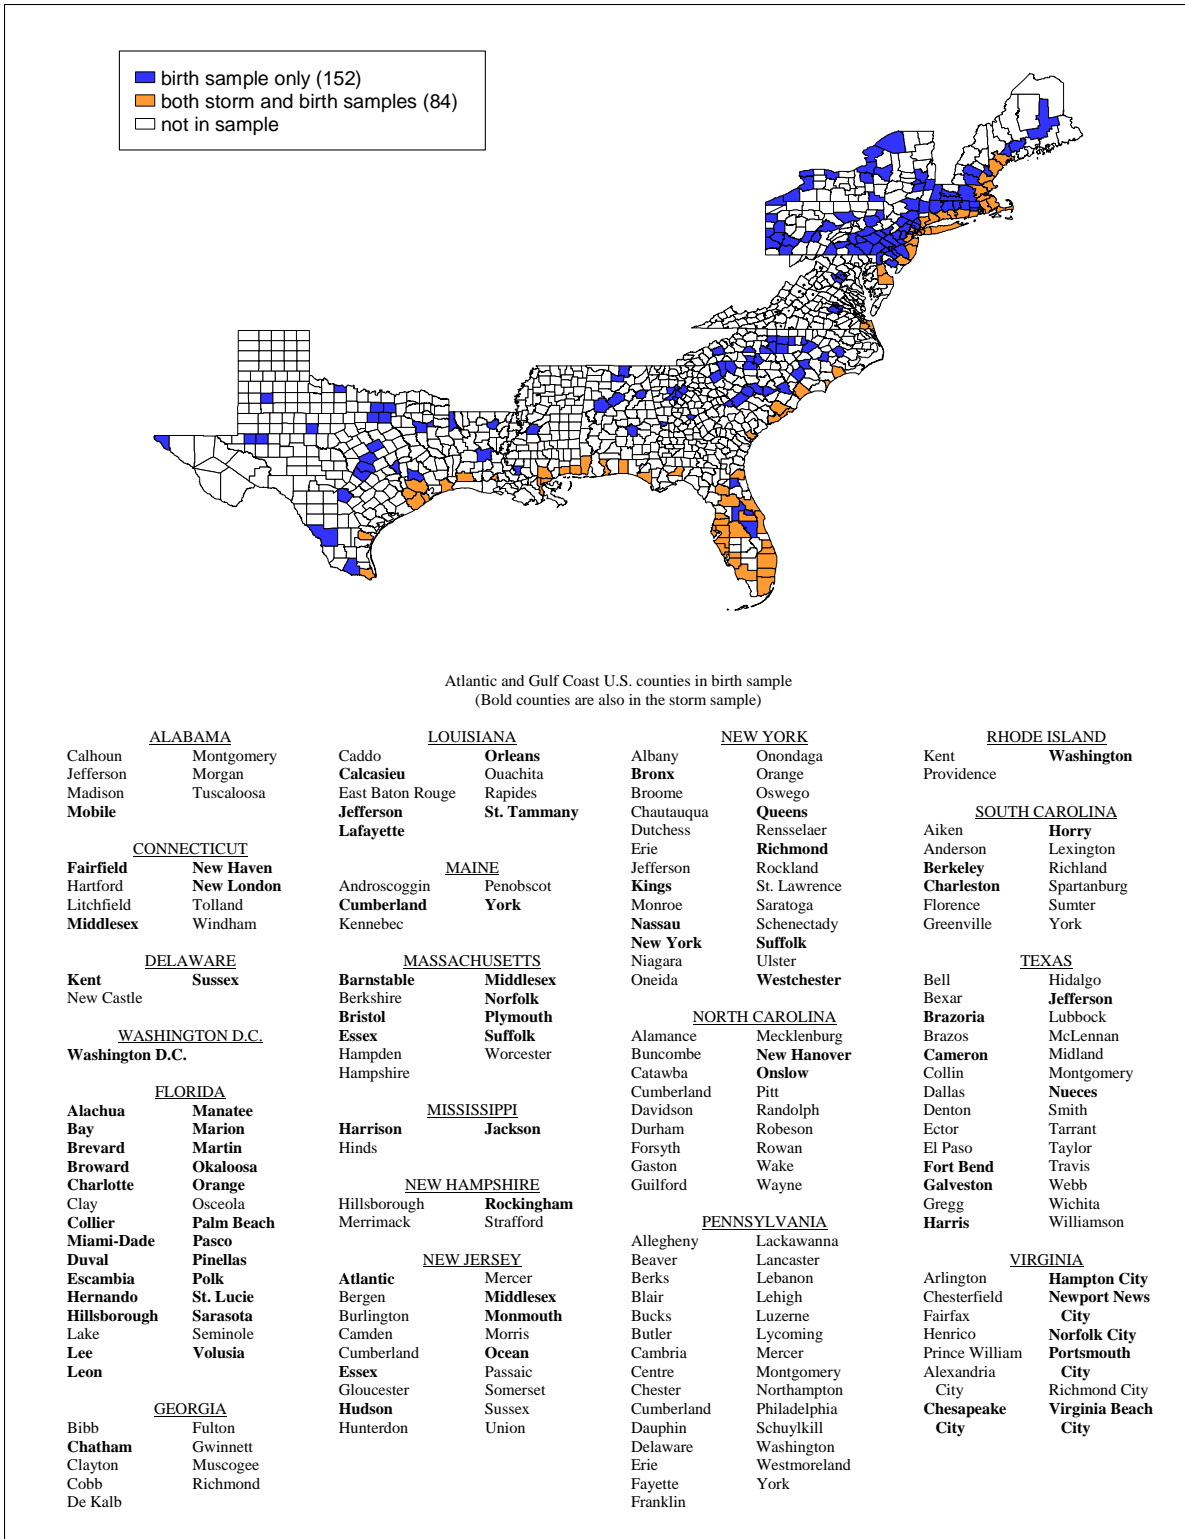 birth sample only (152)
both storm and birth samples (84)
not in sample
Atlantic and Gulf Coast U.S. counties in birth sample
(Bold counties are also in the storm sample)
ALABAMA
Calhoun Montgomery
Jefferson Morgan
Madison Tuscaloosa
Mobile
CONNECTICUT
Fairfield New Haven
Hartford New London
Litchfield Tolland
Middlesex Windham
DELAWARE
Kent Sussex
New Castle
WASHINGTON D.C.
Washington D.C.
FLORIDA
Alachua Manatee
Bay Marion
Brevard Martin
Broward Okaloosa
Charlotte Orange
Clay Osceola
Collier Palm Beach
Miami-Dade Pasco
Duval Pinellas
Escambia Polk
Hernando St. Lucie
Hillsborough Sarasota
Lake Seminole
Lee Volusia
Leon
GEORGIA
Bibb Fulton
Chatham Gwinnett
Clayton Muscogee
Cobb Richmond
De Kalb
LOUISIANA
Caddo Orleans
Calcasieu Ouachita
East Baton Rouge Rapides
Jefferson St. Tammany
Lafayette
MAINE
Androscoggin Penobscot
Cumberland York
Kennebec
MASSACHUSETTS
Barnstable Middlesex
Berkshire Norfolk
Bristol Plymouth
Essex Suffolk
Hampden Worcester
Hampshire
MISSISSIPPI
Harrison Jackson
Hinds
NEW HAMPSHIRE
Hillsborough Rockingham
Merrimack Strafford
NEW JERSEY
Atlantic Mercer
Bergen Middlesex
Burlington Monmouth
Camden Morris
Cumberland Ocean
Essex Passaic
Gloucester Somerset
Hudson Sussex
Hunterdon Union
NEW YORK
Albany Onondaga
Bronx Orange
Broome Oswego
Chautauqua Queens
Dutchess Rensselaer
Erie Richmond
Jefferson Rockland
Kings St. Lawrence
Monroe Saratoga
Nassau Schenectady
New York Suffolk
Niagara Ulster
Oneida Westchester
NORTH CAROLINA
Alamance Mecklenburg
Buncombe New Hanover
Catawba Onslow
Cumberland Pitt
Davidson Randolph
Durham Robeson
Forsyth Rowan
Gaston Wake
Guilford Wayne
PENNSYLVANIA
Allegheny Lackawanna
Beaver Lancaster
Berks Lebanon
Blair Lehigh
Bucks Luzerne
Butler Lycoming
Cambria Mercer
Centre Montgomery
Chester Northampton
Cumberland Philadelphia
Dauphin Schuylkill
Delaware Washington
Erie Westmoreland
Fayette York
Franklin
RHODE ISLAND
Kent Washington
Providence
SOUTH CAROLINA
Aiken Horry
Anderson Lexington
Berkeley Richland
Charleston Spartanburg
Florence Sumter
Greenville York
TEXAS
Bell Hidalgo
Bexar Jefferson
Brazoria Lubbock
Brazos McLennan
Cameron Midland
Collin Montgomery
Dallas Nueces
Denton Smith
Ector Tarrant
El Paso Taylor
Fort Bend Travis
Galveston Webb
Gregg Wichita
Harris Williamson
VIRGINIA
Arlington Hampton City
Chesterfield Newport News
Fairfax City
Henrico Norfolk City
Prince William Portsmouth
Alexandria City
City Richmond City
Chesapeake Virginia Beach
City City